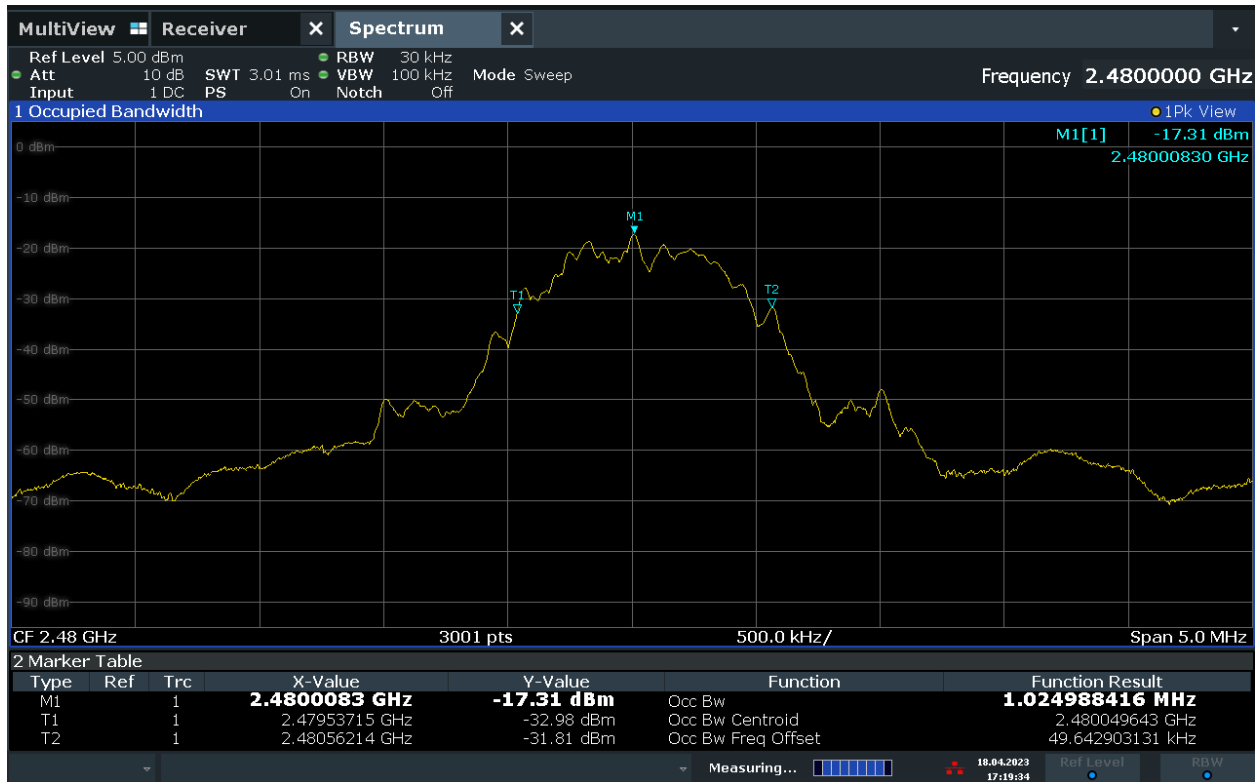 MultiView Receiver X Spectrum X
Ref Level 5.00 dBm RBW 30 kHz
Att 10 dB SWT 3.01 ms VBW 100 kHz Mode Sweep
Input 1 DC PS On Notch Off
Frequency 2.4800000 GHz
1 Occupied Bandwidth 1Pk View
M1[1] -17.31 dBm
2.48000830 GHz
0 dBm
-10 dBm
M1
-20 dBm
T2
T1
-30 dBm
-40 dBm
-50 dBm
-60 dBm
-70 dBm
-80 dBm
-90 dBm
CF 2.48 GHz 3001 pts 500.0 kHz/ Span 5.0 MHz
2 Marker Table
Type Ref Trc X-Value Y-Value Function Function Result
M1 1 2.4800083 GHz -17.31 dBm Occ Bw 1.024988416 MHz
T1 1 2.47953715 GHz -32.98 dBm Occ Bw Centroid 2.480049643 GHz
T2 1 2.48056214 GHz -31.81 dBm Occ Bw Freq Offset 49.642903131 kHz
Measuring... 18.04.2023 Ref Level RBW
17:19:34